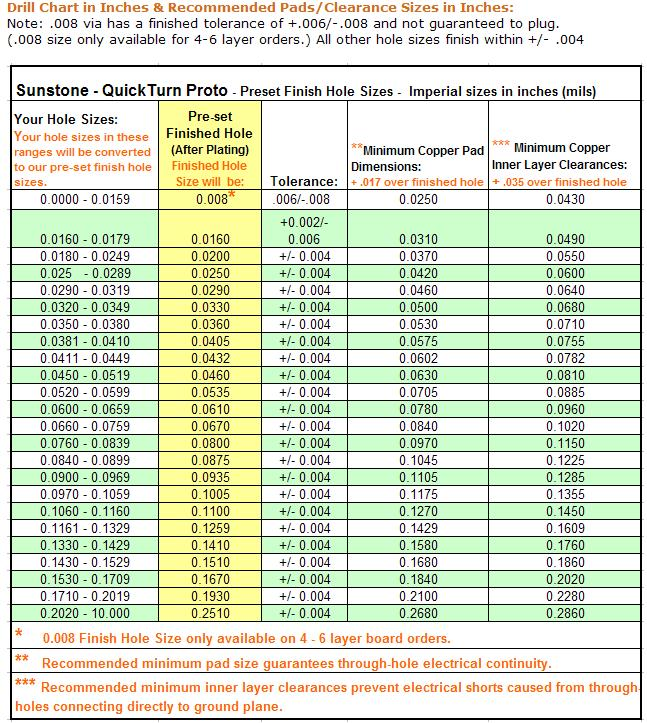 Drill Chart in Inches & Recommended Pads/Clearance Sizes in Inches:
Note: .008 via has a finished tolerance of +.006/-.008 and not guaranteed to plug.
(.008 size only available for 4-6 layer orders.) All other hole sizes finish within +/- .004
Sunstone - QuickTurn Proto - Preset Finish Hole Sizes - Imperial sizes in inches (mils)
Your Hole Sizes:
Your hole sizes in these
ranges will be converted
to our pre-set finish hole
sizes.
Pre-set
Finished Hole
(After Plating)
Finished Hole
Size will be:
Tolerance:
**Minimum Copper Pad
Dimensions:
+ .017 over finished hole
*** Minimum Copper
Inner Layer Clearances:
+ .035 over finished hole
0.0000 - 0.0159 0.008* .006/-.008 0.0250 0.0430
0.0160 - 0.0179 0.0160 +0.002/- 0.006 0.0310 0.0490
0.0180 - 0.0249 0.0200 +/- 0.004 0.0370 0.0550
0.025 - 0.0289 0.0250 +/- 0.004 0.0420 0.0600
0.0290 - 0.0319 0.0290 +/- 0.004 0.0460 0.0640
0.0320 - 0.0349 0.0330 +/- 0.004 0.0500 0.0680
0.0350 - 0.0380 0.0360 +/- 0.004 0.0530 0.0710
0.0381 - 0.0410 0.0405 +/- 0.004 0.0575 0.0755
0.0411 - 0.0449 0.0432 +/- 0.004 0.0602 0.0782
0.0450 - 0.0519 0.0460 +/- 0.004 0.0630 0.0810
0.0520 - 0.0599 0.0535 +/- 0.004 0.0705 0.0885
0.0600 - 0.0659 0.0610 +/- 0.004 0.0780 0.0960
0.0660 - 0.0759 0.0670 +/- 0.004 0.0840 0.1020
0.0760 - 0.0839 0.0800 +/- 0.004 0.0970 0.1150
0.0840 - 0.0899 0.0875 +/- 0.004 0.1045 0.1225
0.0900 - 0.0969 0.0935 +/- 0.004 0.1105 0.1285
0.0970 - 0.1059 0.1005 +/- 0.004 0.1175 0.1355
0.1060 - 0.1160 0.1100 +/- 0.004 0.1270 0.1450
0.1161 - 0.1329 0.1259 +/- 0.004 0.1429 0.1609
0.1330 - 0.1429 0.1410 +/- 0.004 0.1580 0.1760
0.1430 - 0.1529 0.1510 +/- 0.004 0.1680 0.1860
0.1530 - 0.1709 0.1670 +/- 0.004 0.1840 0.2020
0.1710 - 0.2019 0.1930 +/- 0.004 0.2100 0.2280
0.2020 - 10.000 0.2510 +/- 0.004 0.2680 0.2860
* 0.008 Finish Hole Size only available on 4 - 6 layer board orders.
** Recommended minimum pad size guarantees through-hole electrical continuity.
*** Recommended minimum inner layer clearances prevent electrical shorts caused from through-
holes connecting directly to ground plane.